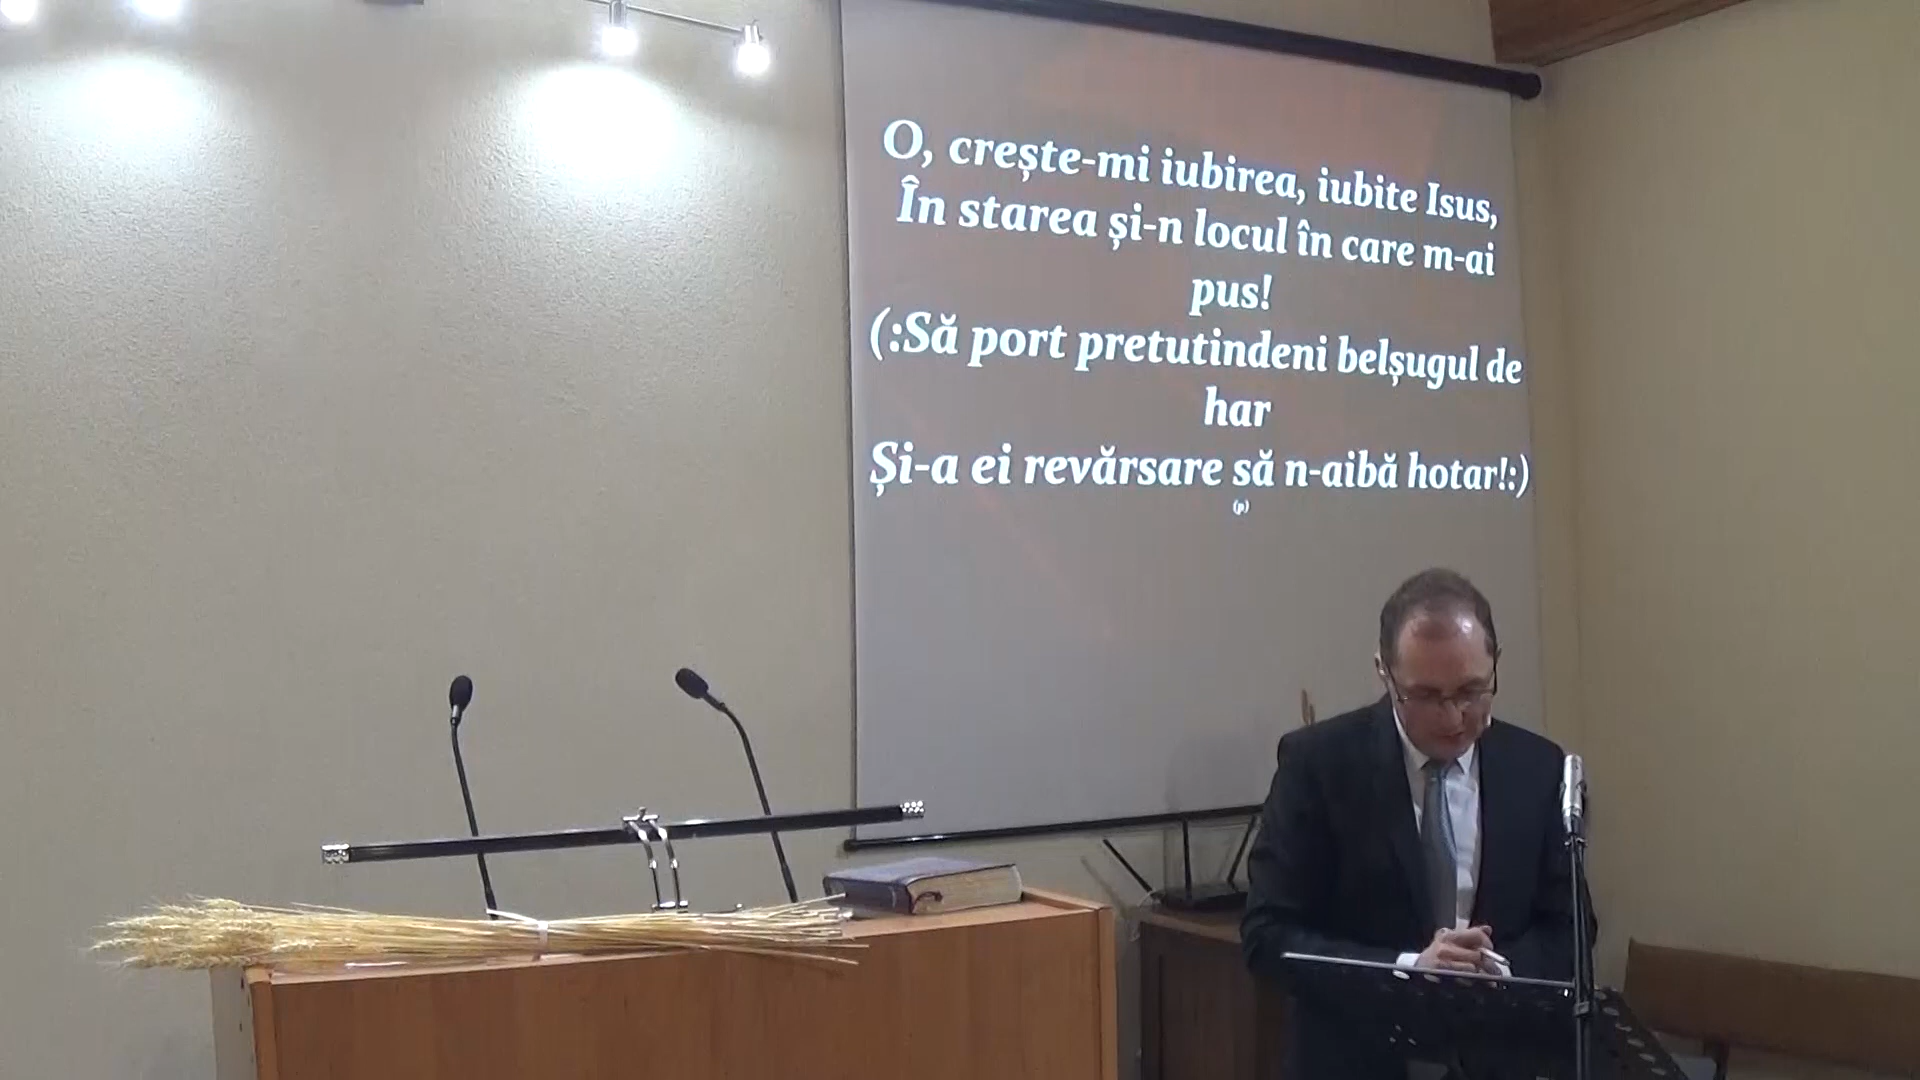 O, crește-mi iubirea, iubite Isus,
În starea și-n locul în care m-ai
pus!
(:Să port pretutindeni belșugul de
har
Și-a ei revărsare să n-aibă hotar!:)
(p)